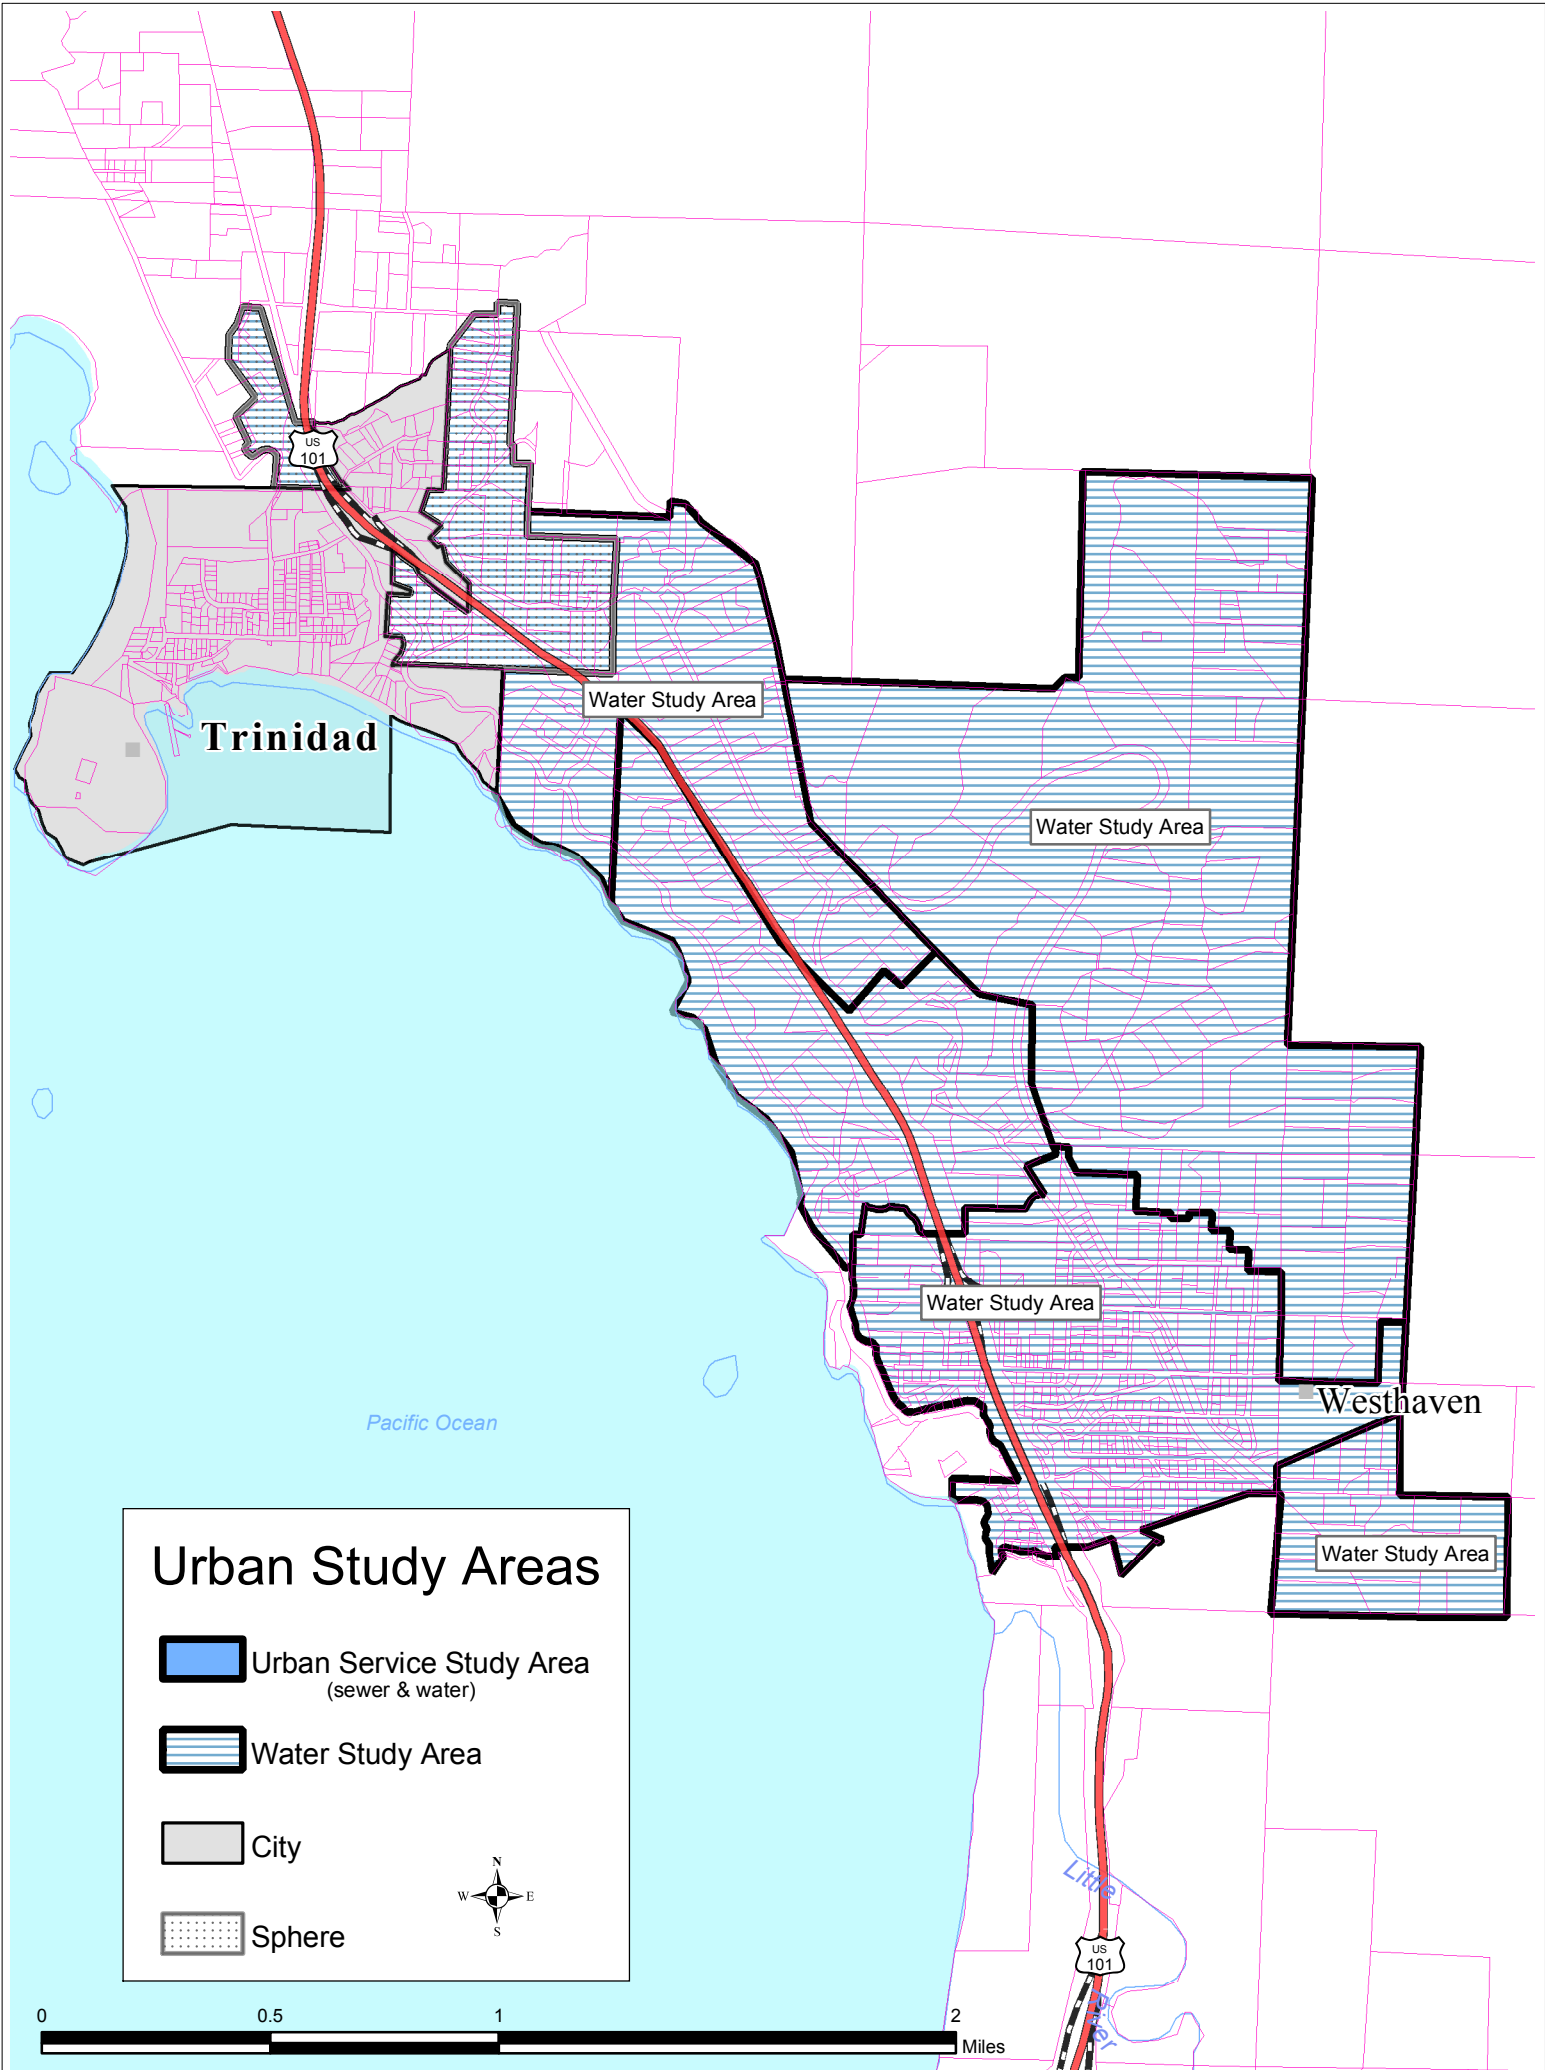 US
101
Water Study Area
Trinidad
Water Study Area
Water Study Area
Westhaven
Pacific Ocean
Water Study Area
Urban Study Areas
Urban Service Study Area
(sewer & water)
Water Study Area
City
Sphere
N
W E
S
Little
US
101
River
0 0.5 1 2
Miles